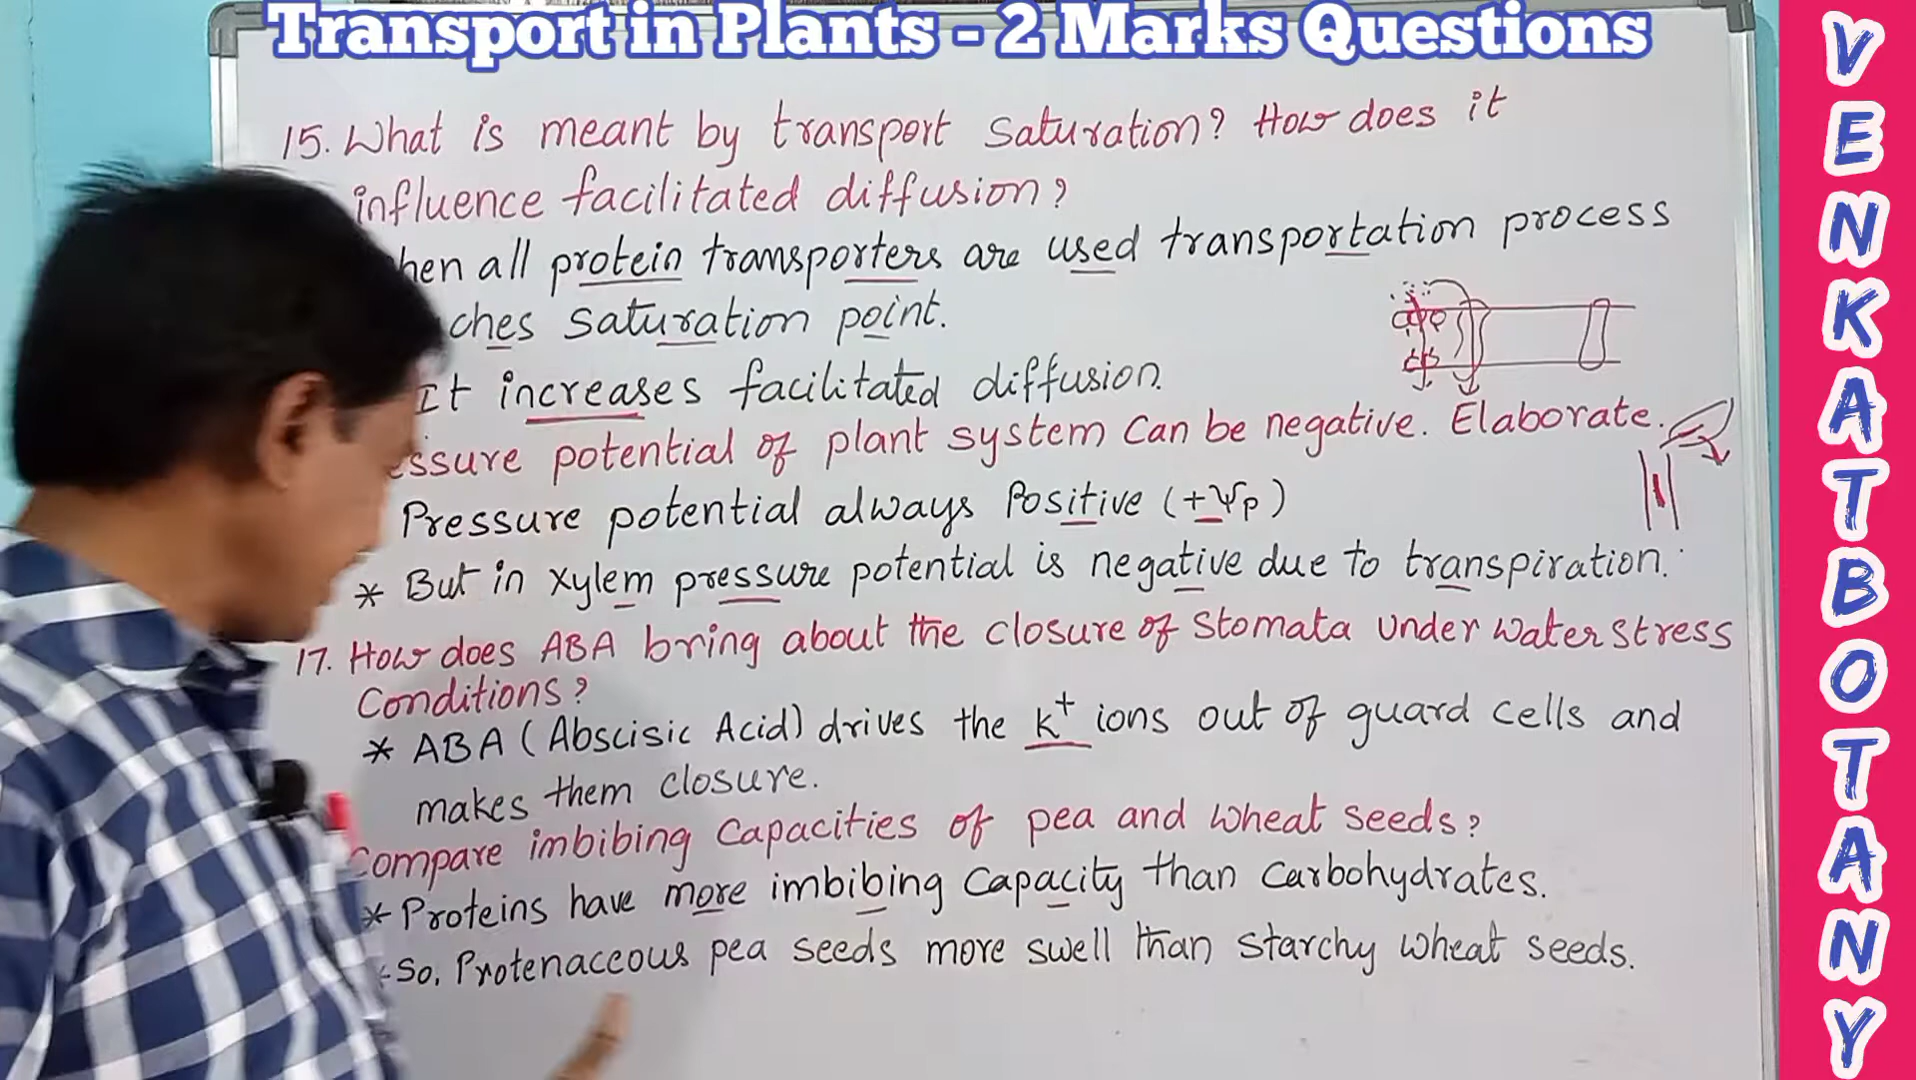 Transport in Plants - 2 Marks Questions
15. What is meant by transport saturation? How does it
influence facilitated diffusion?
hen all protein transporters are used transportation process
ches saturation point.
It increases facilitated diffusion.
essure potential of plant system can be negative. Elaborate.
Pressure potential always Positive (+Ψp)
* But in xylem pressure potential is negative due to transpiration.
17. How does ABA bring about the closure of stomata under water stress
conditions?
* ABA (Abscisic Acid) drives the K+ ions out of guard cells and
makes them closure.
Compare imbibing capacities of pea and wheat seeds?
* Proteins have more imbibing capacity than carbohydrates.
* So, Protenaceous pea seeds more swell than starchy wheat seeds.
VENKATBOTANY